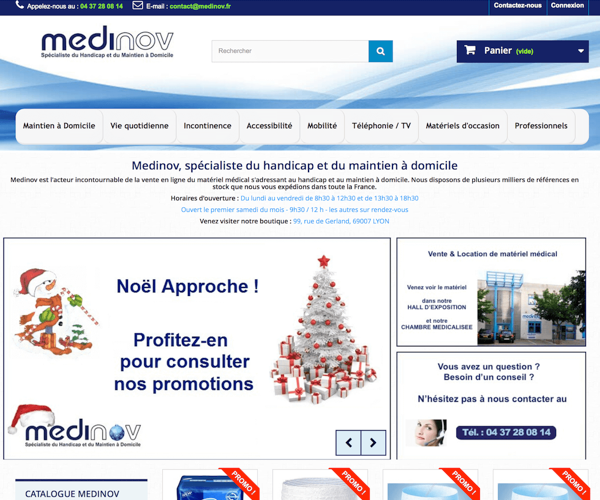 Appelez-nous au : 04 37 28 08 14
E-mail : contact@medinov.fr
Contactez-nous
Connexion
medinov
Spécialiste du Handicap et du Maintien à Domicile
Rechercher
Panier (vide)
Maintien à Domicile
Vie quotidienne
Incontinence
Accessibilité
Mobilité
Téléphonie / TV
Matériels d'occasion
Professionnels
Medinov, spécialiste du handicap et du maintien à domicile
Medinov est l'acteur incontournable de la vente en ligne du matériel médical s'adressant au handicap et au maintien à domicile. Nous disposons de plusieurs milliers de références en
stock que nous vous expédions dans toute la France.
Horaires d'ouverture : Du lundi au vendredi de 8h30 à 12h30 et de 13h30 à 18h30
Ouvert le premier samedi du mois - 9h30 / 12 h - les autres sur rendez-vous
Venez visiter notre boutique : 99, rue de Gerland, 69007 LYON
Noël Approche !
Profitez-en
pour consulter
nos promotions
medinov
Spécialiste du Handicap et du Maintien à Domicile
Vente & Location de matériel médical
Venez voir le matériel
dans notre
HALL D'EXPOSITION
et notre
CHAMBRE MEDICALISEE
Vous avez un question ?
Besoin d'un conseil ?
N'hésitez pas à nous contacter au
Tél. : 04 37 28 08 14
CATALOGUE MEDINOV
PROMO !
PROMO !
PROMO !